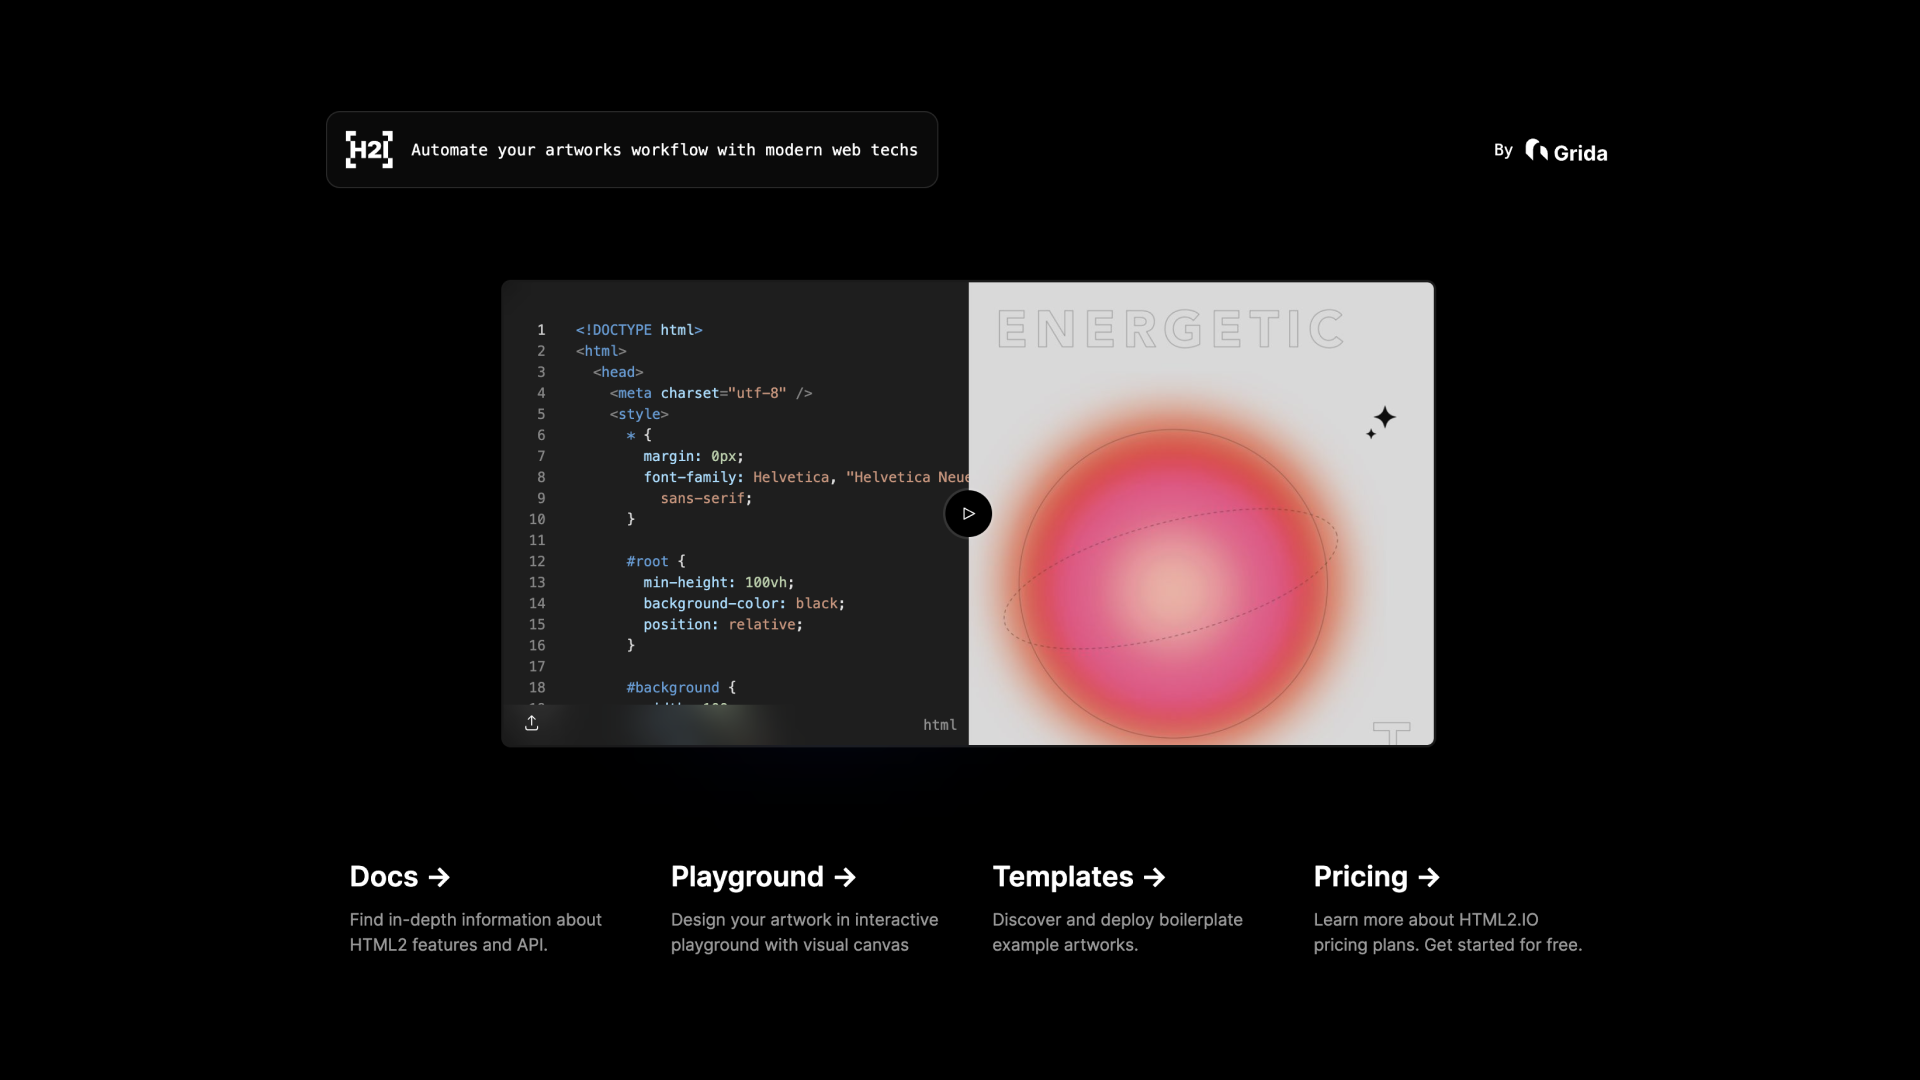 H2I Automate your artworks workflow with modern web techs
By Grida
1 <!DOCTYPE html>
2 <html>
3 <head>
4 <meta charset="utf-8" />
5 <style>
6 * {
7 margin: 0px;
8 font-family: Helvetica, "Helvetica Neue
9 sans-serif;
10 }
11
12 #root {
13 min-height: 100vh;
14 background-color: black;
15 position: relative;
16 }
17
18 #background {
html
ENERGETIC
T
Docs →
Find in-depth information about
HTML2 features and API.
Playground →
Design your artwork in interactive
playground with visual canvas
Templates →
Discover and deploy boilerplate
example artworks.
Pricing →
Learn more about HTML2.IO
pricing plans. Get started for free.